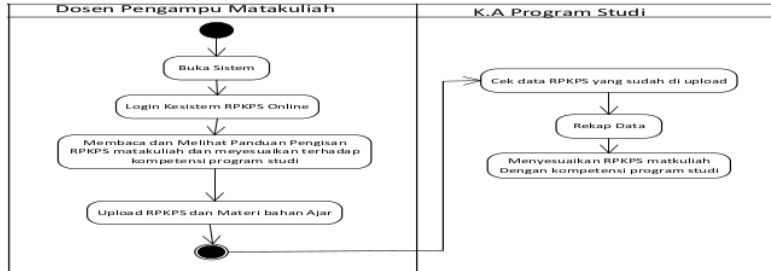 Dosen Pengampu Matakuliah
Buka Sistem
Login Kesistem RPKPS Online
Membaca dan Melihat Panduan Pengisan
RPKPS matakuliah dan meyesuaikan terhadap
kompetensi program studi
Upload RPKPS dan Materi bahan Ajar
K.A Program Studi
Cek data RPKPS yang sudah di upload
Rekap Data
Menyesuaikan RPKPS matkuliah
Dengan kompetensi program studi